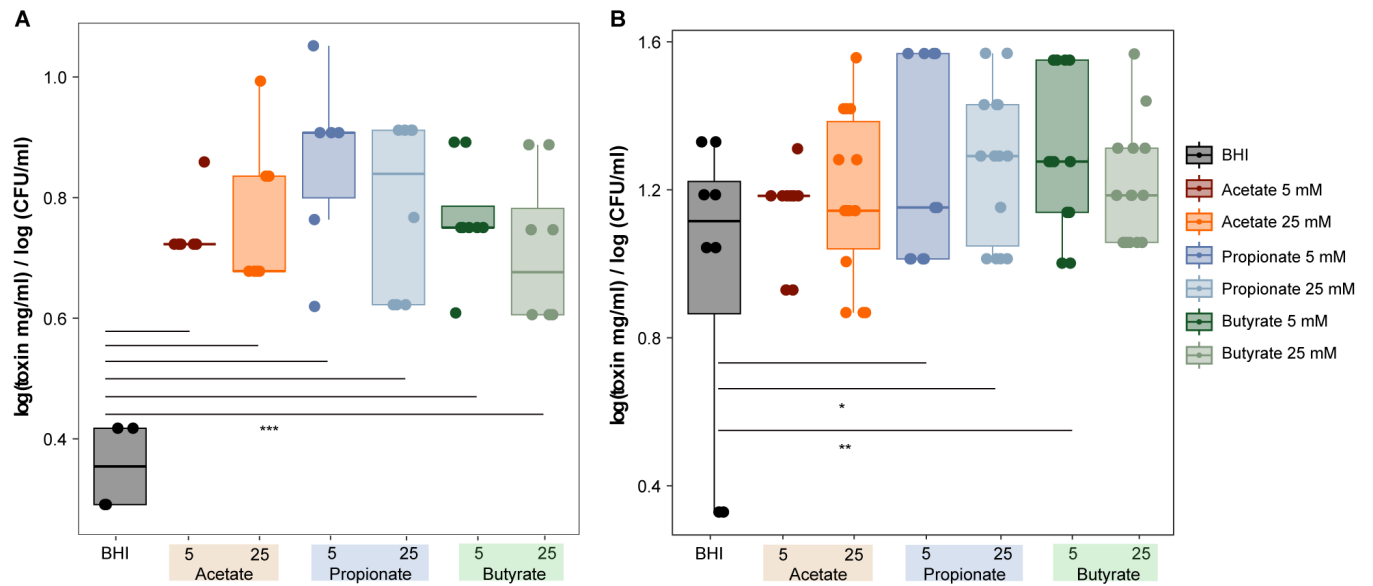 A
log(toxin mg/ml) / log (CFU/ml)
1.0
0.8
0.6
0.4
***
BHI
5
25
5
25
5
25
Acetate
Propionate
Butyrate
B
log(toxin mg/ml) / log (CFU/ml)
1.6
1.2
0.8
0.4
*
**
BHI
5
25
5
25
5
25
Acetate
Propionate
Butyrate
BHI
Acetate 5 mM
Acetate 25 mM
Propionate 5 mM
Propionate 25 mM
Butyrate 5 mM
Butyrate 25 mM